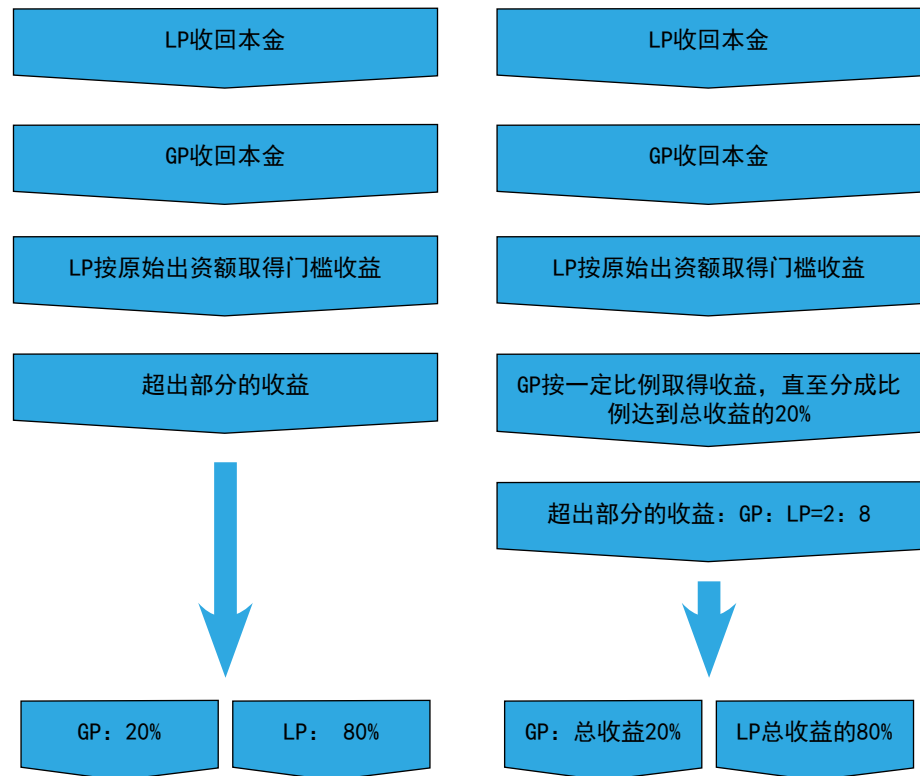 LP收回本金
GP收回本金
LP按原始出资额取得门槛收益
超出部分的收益
GP：20%
LP： 80%
LP收回本金
GP收回本金
LP按原始出资额取得门槛收益
GP按一定比例取得收益，直至分成比
例达到总收益的20%
超出部分的收益：GP：LP=2：8
GP：总收益20%
LP总收益的80%